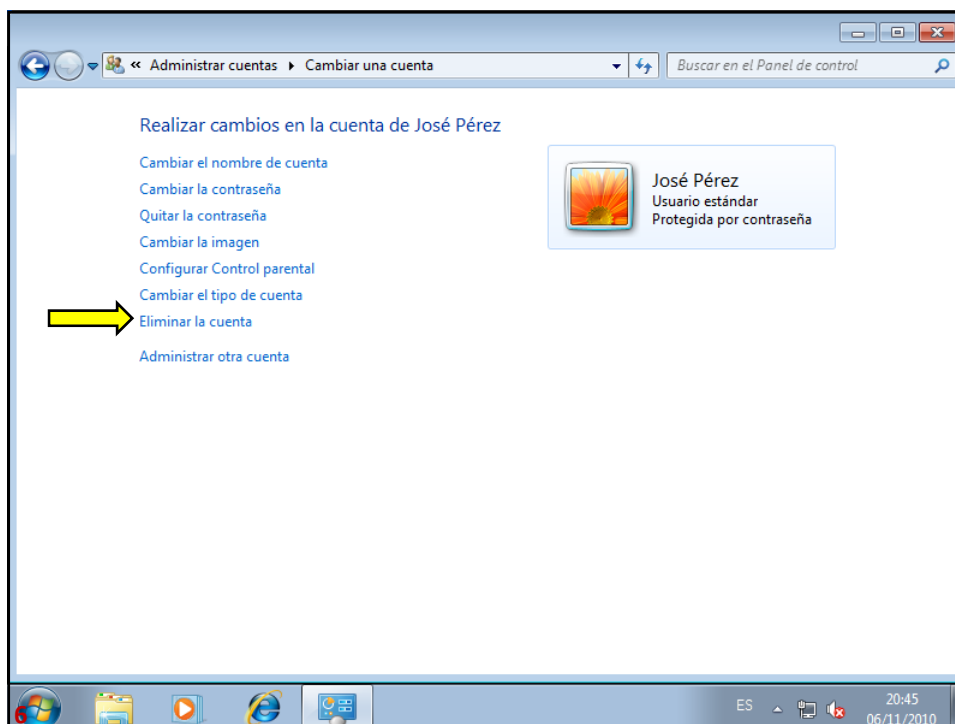 « Administrar cuentas ▸ Cambiar una cuenta
Buscar en el Panel de control
Realizar cambios en la cuenta de José Pérez
Cambiar el nombre de cuenta
Cambiar la contraseña
Quitar la contraseña
Cambiar la imagen
Configurar Control parental
Cambiar el tipo de cuenta
Eliminar la cuenta
Administrar otra cuenta
José Pérez
Usuario estándar
Protegida por contraseña
6
ES
20:45
06/11/2010